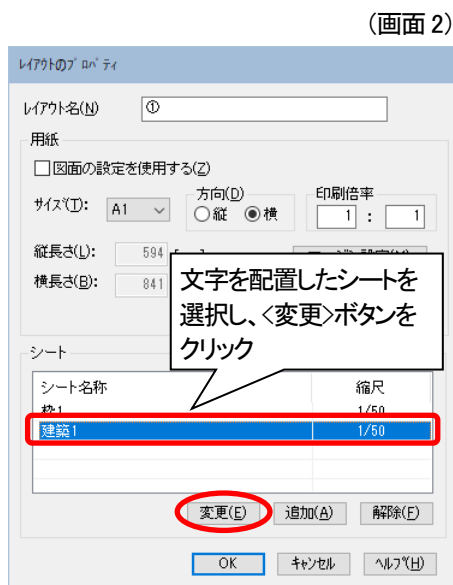 (画面 2)
レイアウトのプロパティ
レイアウト名(N) ①
用紙
□図面の設定を使用する(Z)
サイズ(T): A1 方向(D) ○縦 ◉横 印刷倍率 1 : 1
縦長さ(L): 594
横長さ(B): 841
文字を配置したシートを
選択し、<変更>ボタンを
クリック
シート
シート名称 縮尺
枠1 1/50
建築1 1/50
変更(E) 追加(A) 解除(F)
OK キャンセル ヘルプ(H)